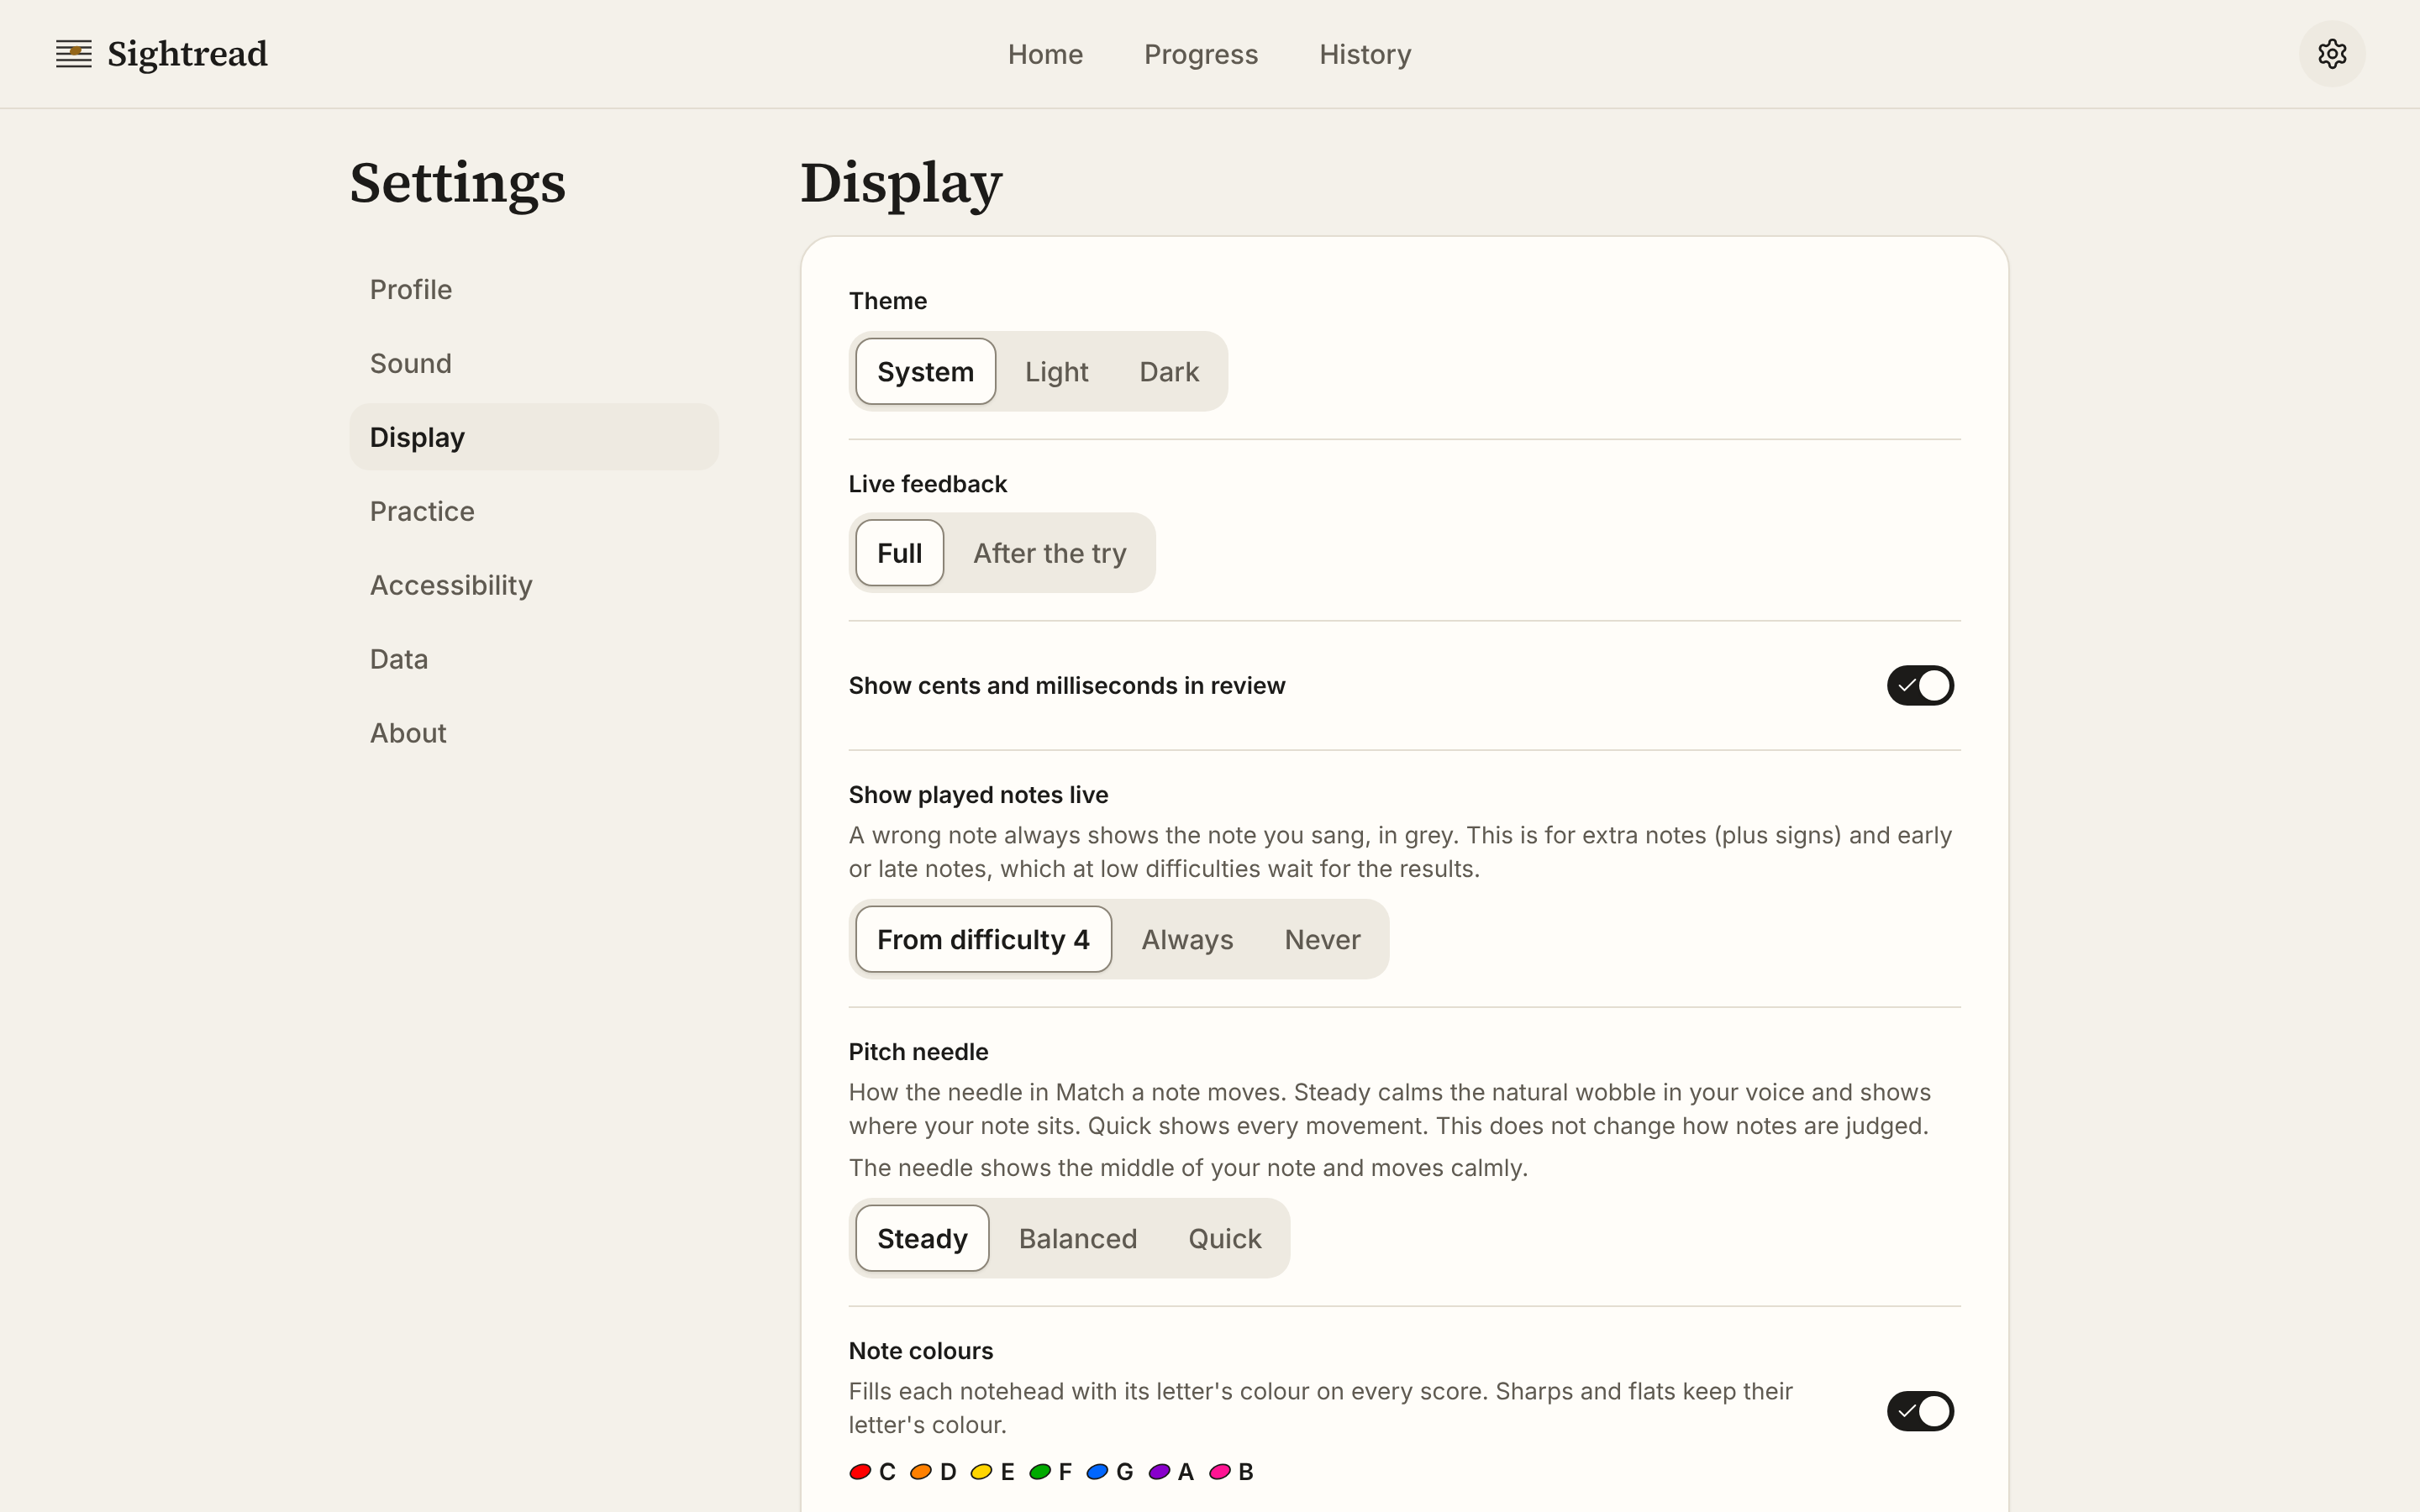 Sightread
Home
Progress
History
Settings
Profile
Sound
Display
Practice
Accessibility
Data
About
Display
Theme
System
Light
Dark
Live feedback
Full
After the try
Show cents and milliseconds in review
Show played notes live
A wrong note always shows the note you sang, in grey. This is for extra notes (plus signs) and early
or late notes, which at low difficulties wait for the results.
From difficulty 4
Always
Never
Pitch needle
How the needle in Match a note moves. Steady calms the natural wobble in your voice and shows
where your note sits. Quick shows every movement. This does not change how notes are judged.
The needle shows the middle of your note and moves calmly.
Steady
Balanced
Quick
Note colours
Fills each notehead with its letter's colour on every score. Sharps and flats keep their
letter's colour.
C D E F G A B